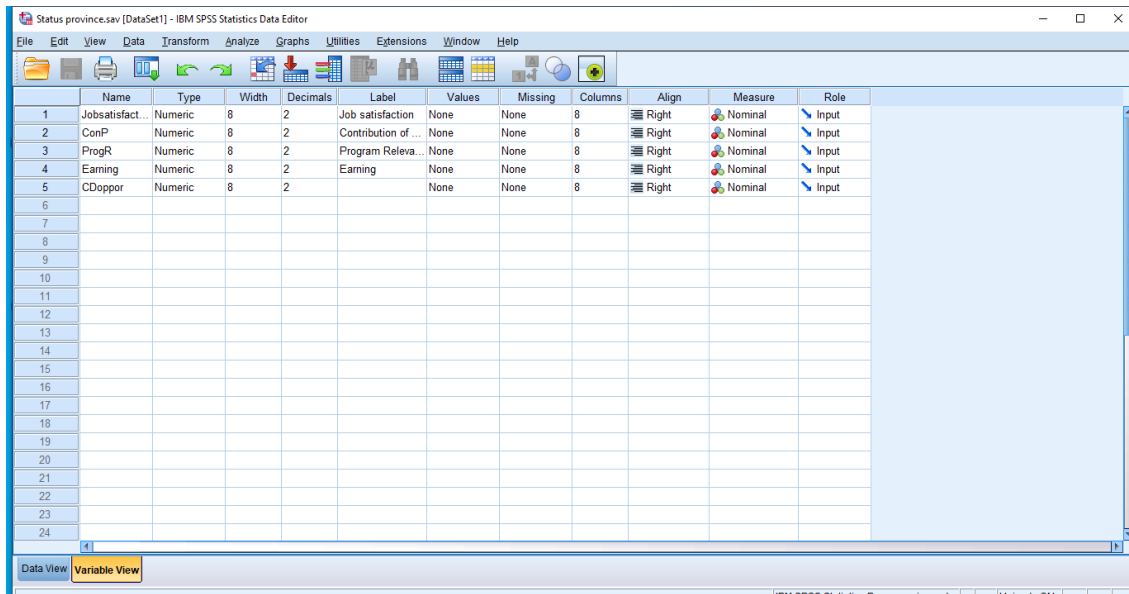 Status province.sav [DataSet1] - IBM SPSS Statistics Data Editor
File Edit View Data Transform Analyze Graphs Utilities Extensions Window Help
Name Type Width Decimals Label Values Missing Columns Align Measure Role
1 Jobsatisfact... Numeric 8 2 Job satisfaction None None 8 Right Nominal Input
2 ConP Numeric 8 2 Contribution of ... None None 8 Right Nominal Input
3 ProgR Numeric 8 2 Program Releva... None None 8 Right Nominal Input
4 Earning Numeric 8 2 Earning None None 8 Right Nominal Input
5 CDoppor Numeric 8 2 None None 8 Right Nominal Input
6
7
8
9
10
11
12
13
14
15
16
17
18
19
20
21
22
23
24
Data View Variable View